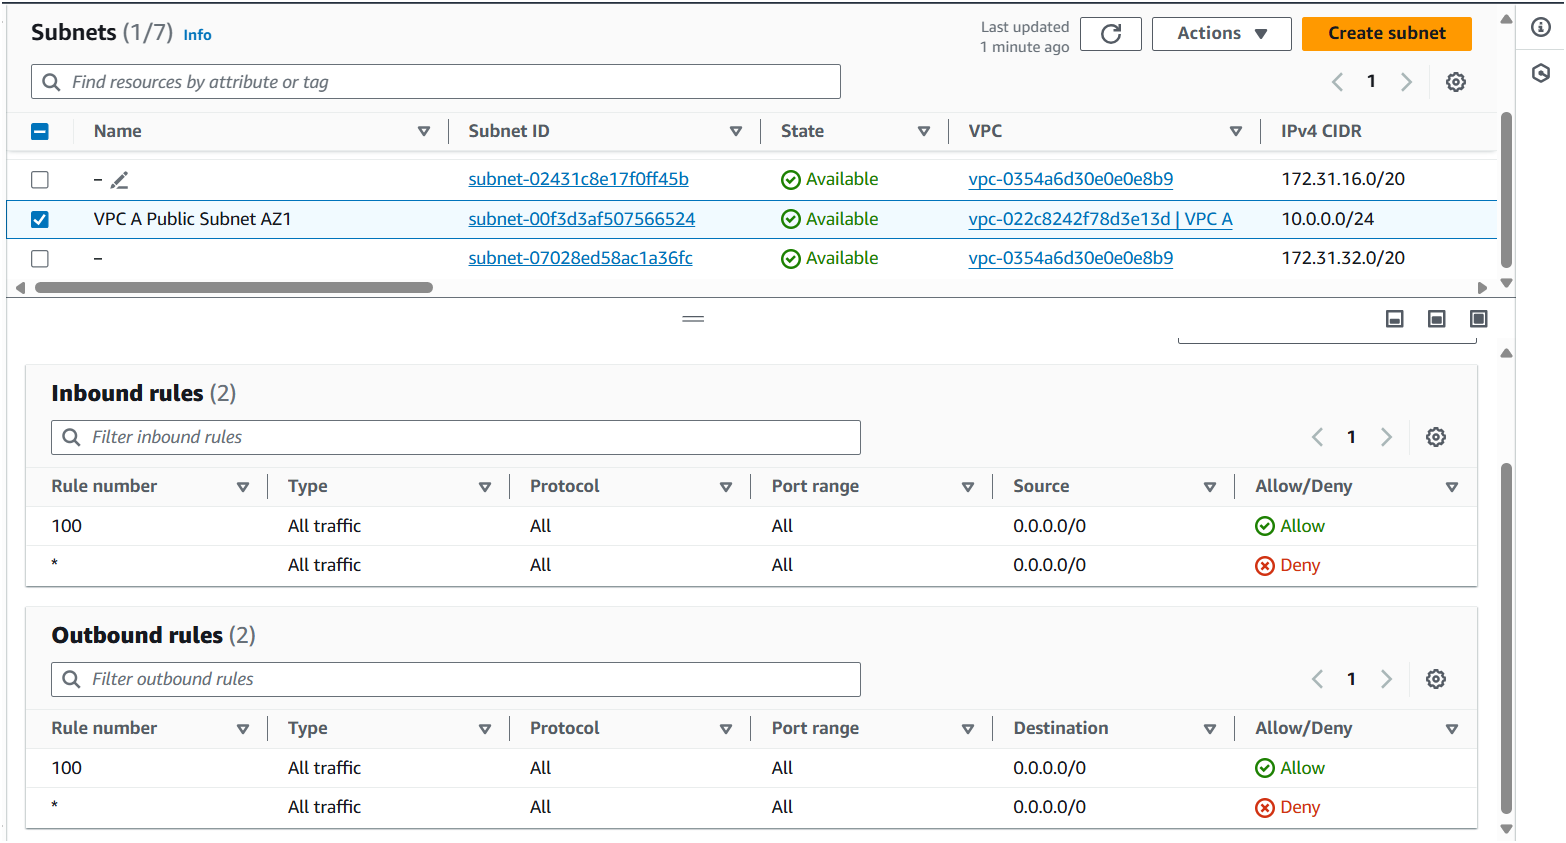 Subnets (1/7) Info
Last updated
1 minute ago
Actions
Create subnet
Find resources by attribute or tag
1
Name Subnet ID State VPC IPv4 CIDR
– subnet-02431c8e17f0ff45b Available vpc-0354a6d30e0e0e8b9 172.31.16.0/20
VPC A Public Subnet AZ1 subnet-00f3d3af507566524 Available vpc-022c8242f78d3e13d | VPC A 10.0.0.0/24
– subnet-07028ed58ac1a36fc Available vpc-0354a6d30e0e0e8b9 172.31.32.0/20
Inbound rules (2)
Filter inbound rules
1
Rule number Type Protocol Port range Source Allow/Deny
100 All traffic All All 0.0.0.0/0 Allow
* All traffic All All 0.0.0.0/0 Deny
Outbound rules (2)
Filter outbound rules
1
Rule number Type Protocol Port range Destination Allow/Deny
100 All traffic All All 0.0.0.0/0 Allow
* All traffic All All 0.0.0.0/0 Deny